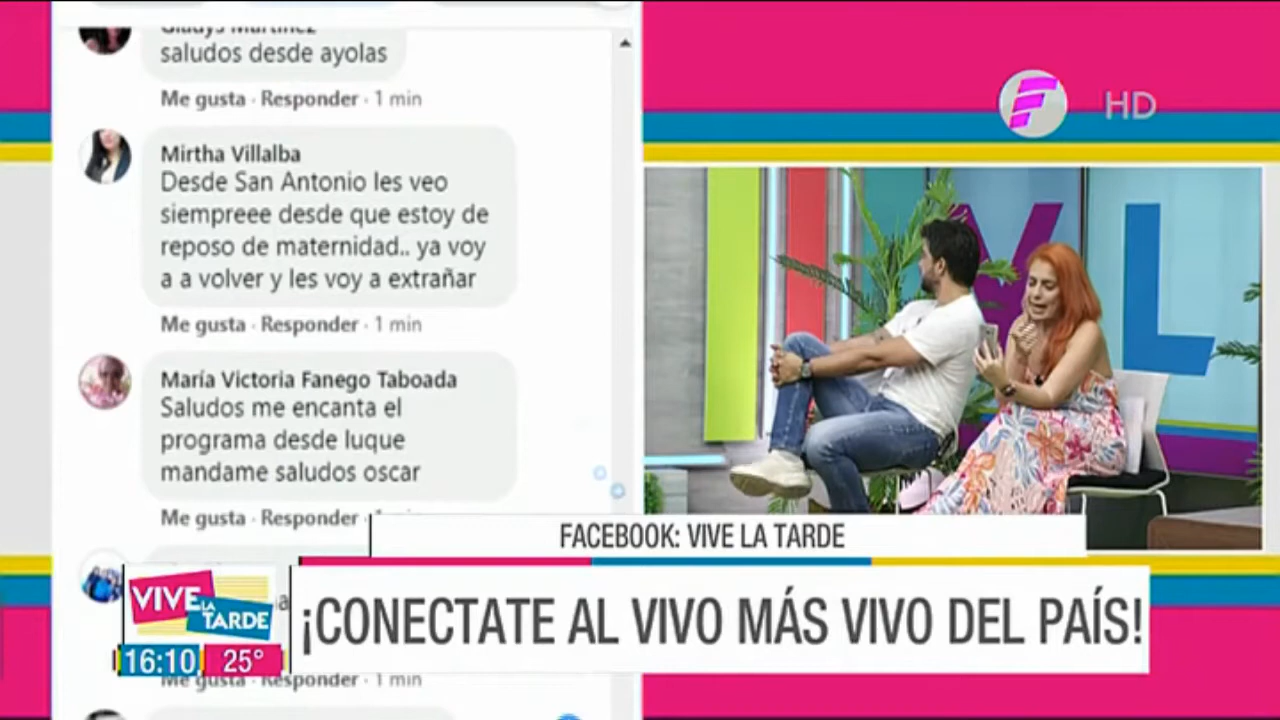 Gladys Martínez
saludos desde ayolas
Me gusta · Responder · 1 min
Mirtha Villalba
Desde San Antonio les veo
siempreee desde que estoy de
reposo de maternidad.. ya voy
a a volver y les voy a extrañar
Me gusta · Responder · 1 min
María Victoria Fanego Taboada
Saludos me encanta el
programa desde luque
mandame saludos oscar
Me gusta · Responder ·
Me gusta · Responder · 1 min
HD
VL
FACEBOOK: VIVE LA TARDE
¡CONECTATE AL VIVO MÁS VIVO DEL PAÍS!
VIVE
LA
TARDE
16:10 25°